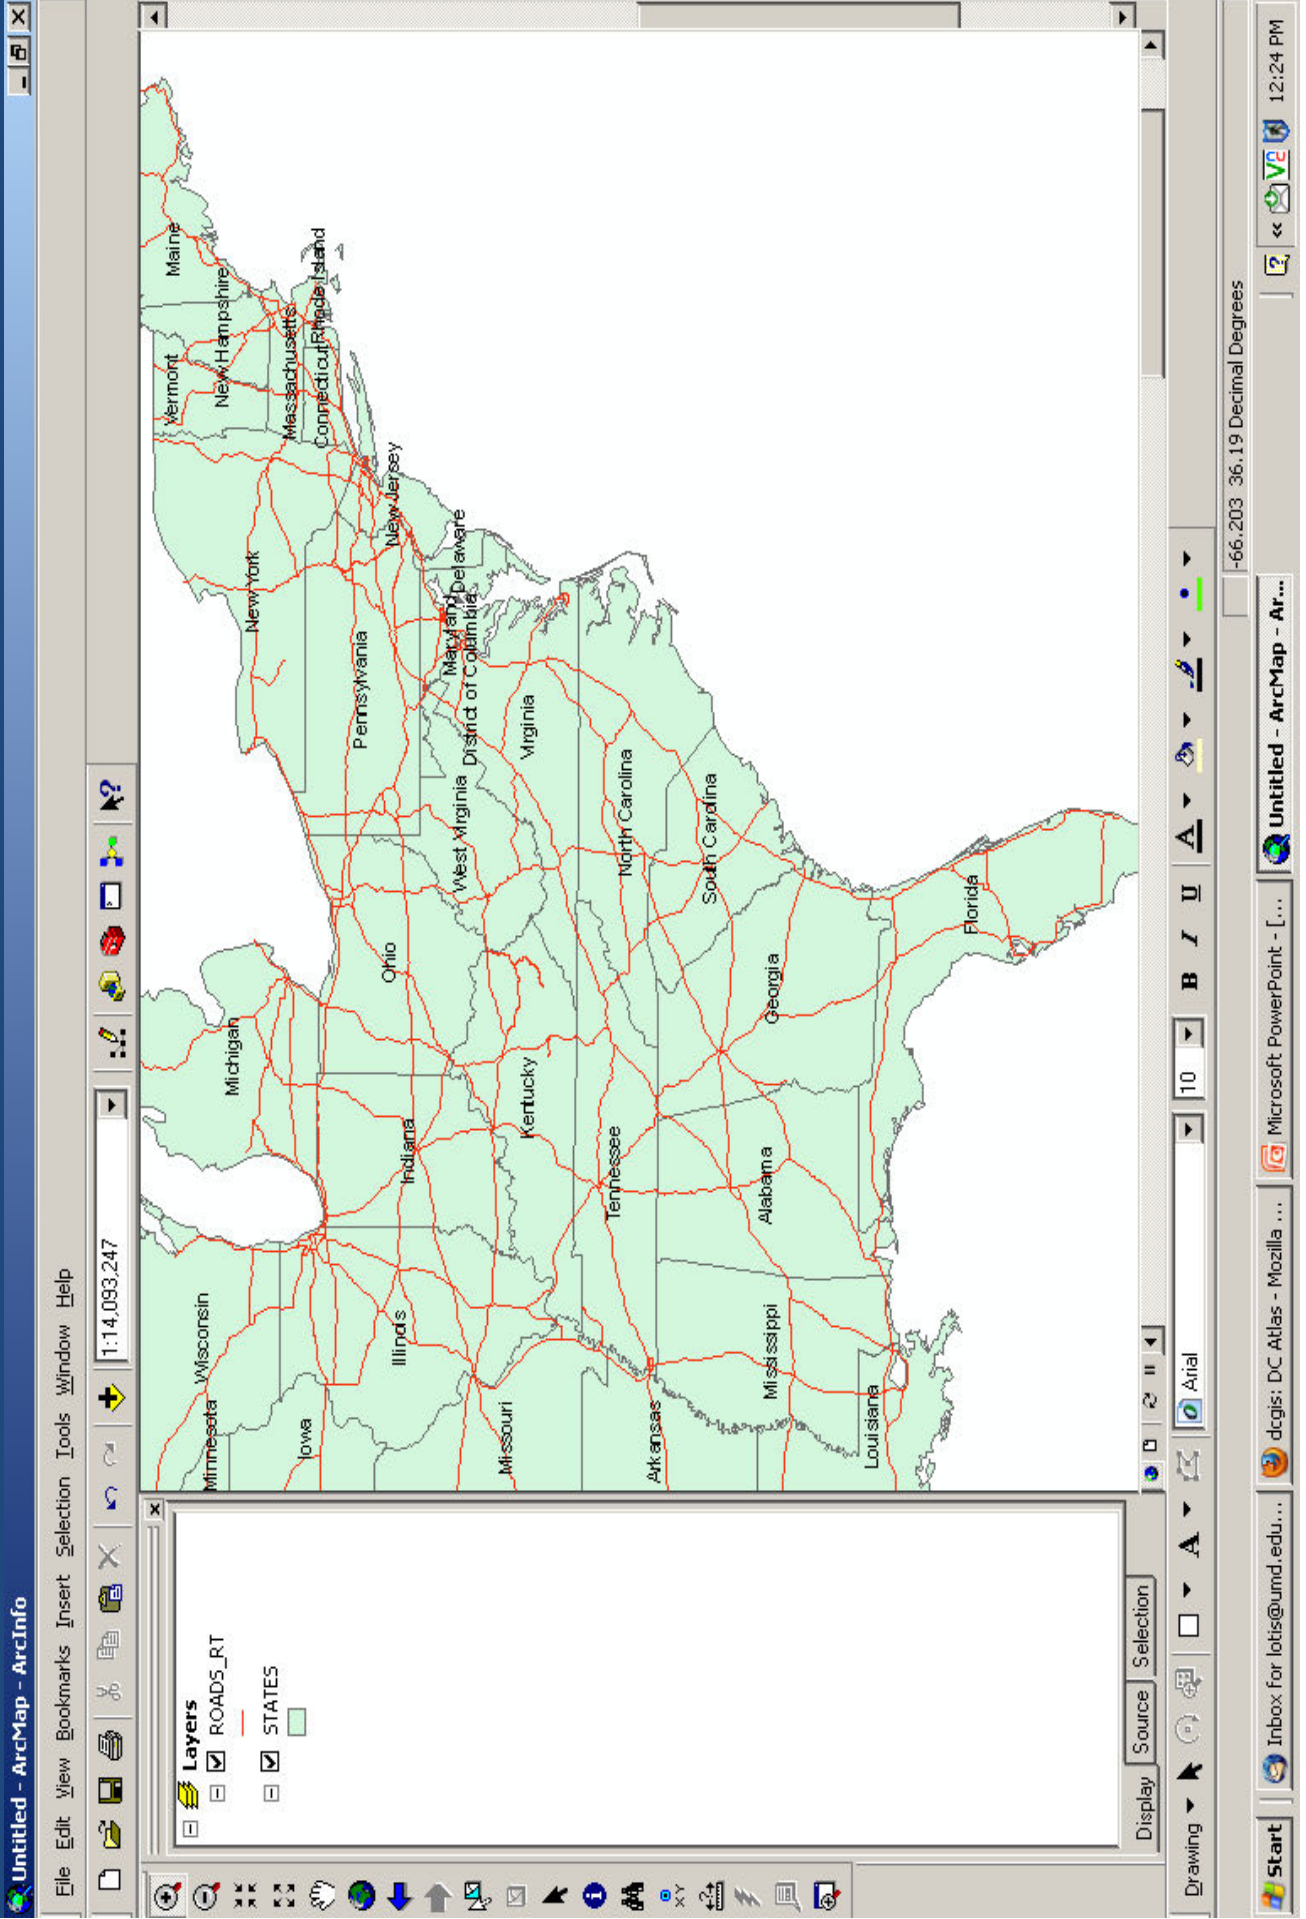 Untitled - ArcMap - ArcInfo
File Edit View Bookmarks Insert Selection Tools Window Help
1:14,093,247
Layers
ROADS_RT
STATES
Display Source Selection
Maine
Vermont
New Hampshire
Massachusetts
Connecticut Rhode Island
New York
New Jersey
Pennsylvania
Delaware
Maryland
District of Columbia
Michigan
Wisconsin
Minnesota
Iowa
Ohio
Indiana
Illinois
West Virginia
Virginia
Kentucky
Missouri
North Carolina
Tennessee
Arkansas
South Carolina
Georgia
Alabama
Mississippi
Louisiana
Florida
Drawing A Arial 10 B I U A
-66.203 36.19 Decimal Degrees
Start Inbox for lotis@umd.edu... dcgis: DC Atlas - Mozilla ... Microsoft PowerPoint - [... Untitled - ArcMap - Ar... 12:24 PM